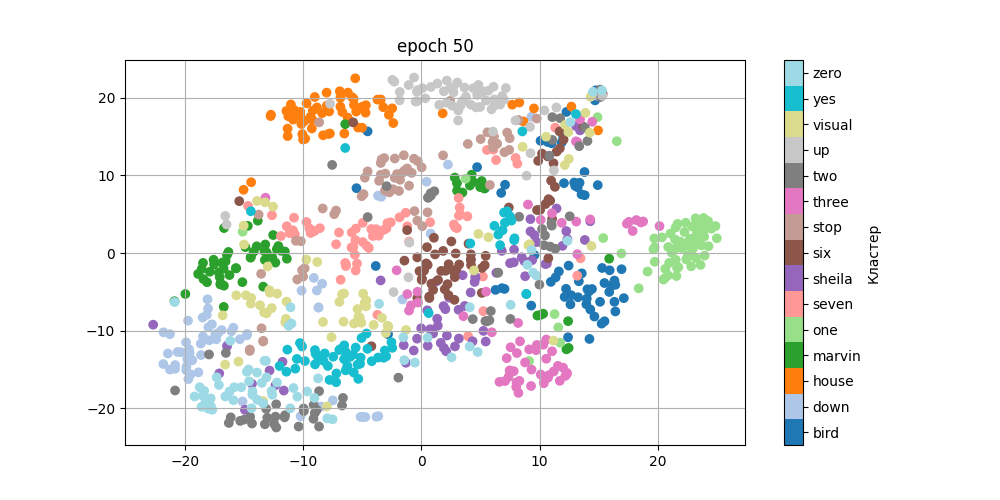 epoch 50
20
10
0
−10
−20
−20
−10
0
10
20
zero
yes
visual
up
two
three
stop
six
sheila
seven
one
marvin
house
down
bird
Кластер